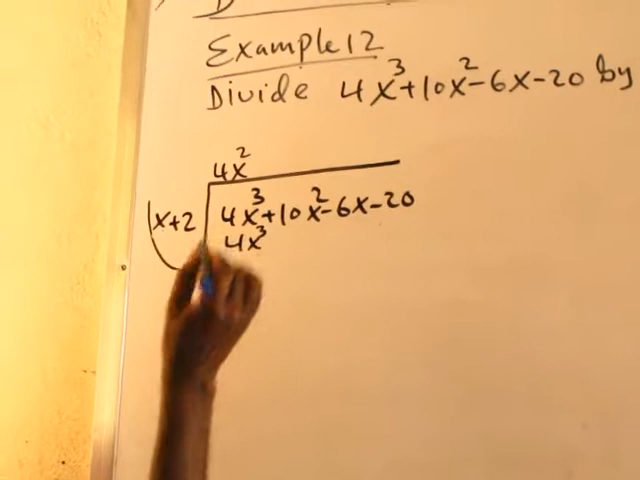 Example 12
Divide 4x³+10x²-6x-20 by
4x²
x+2 4x³+10x²-6x-20
4x³